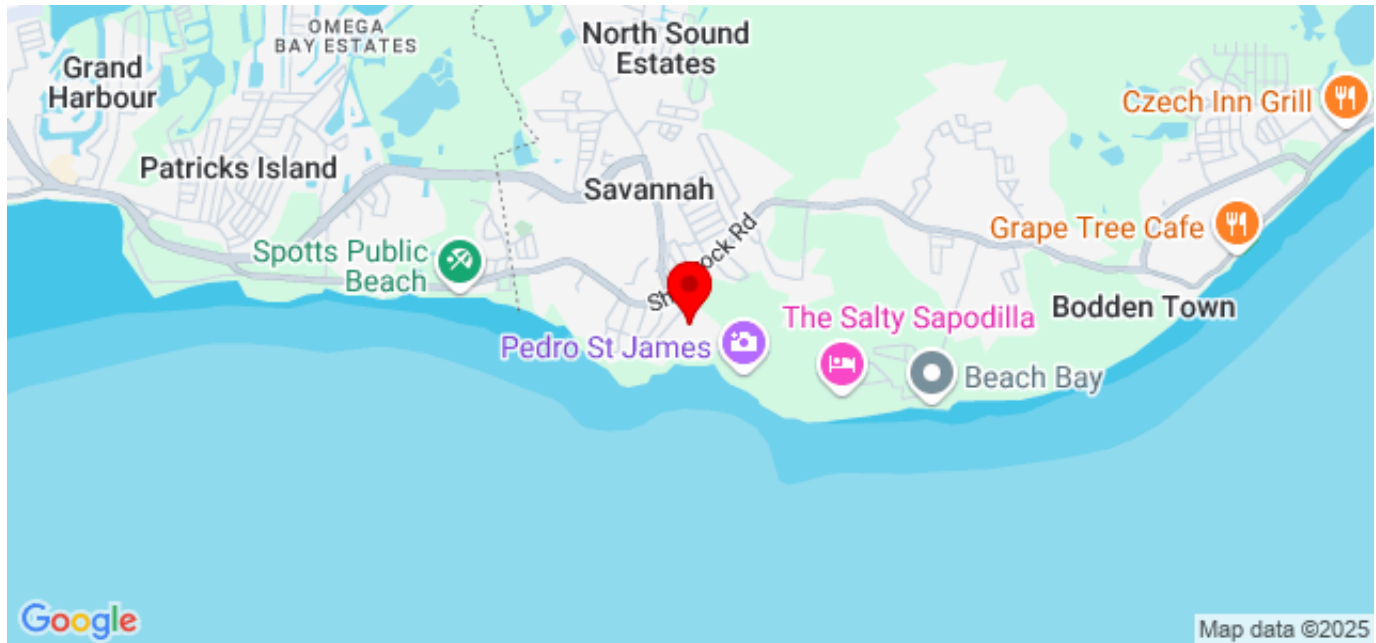 OMEGA
BAY ESTATES
North Sound
Estates
Grand
Harbour
Czech Inn Grill
Patricks Island
Savannah
Grape Tree Cafe
Spotts Public
Beach
Rd
Bodden Town
The Salty Sapodilla
Pedro St James
Beach Bay
Google
Map data ©2025